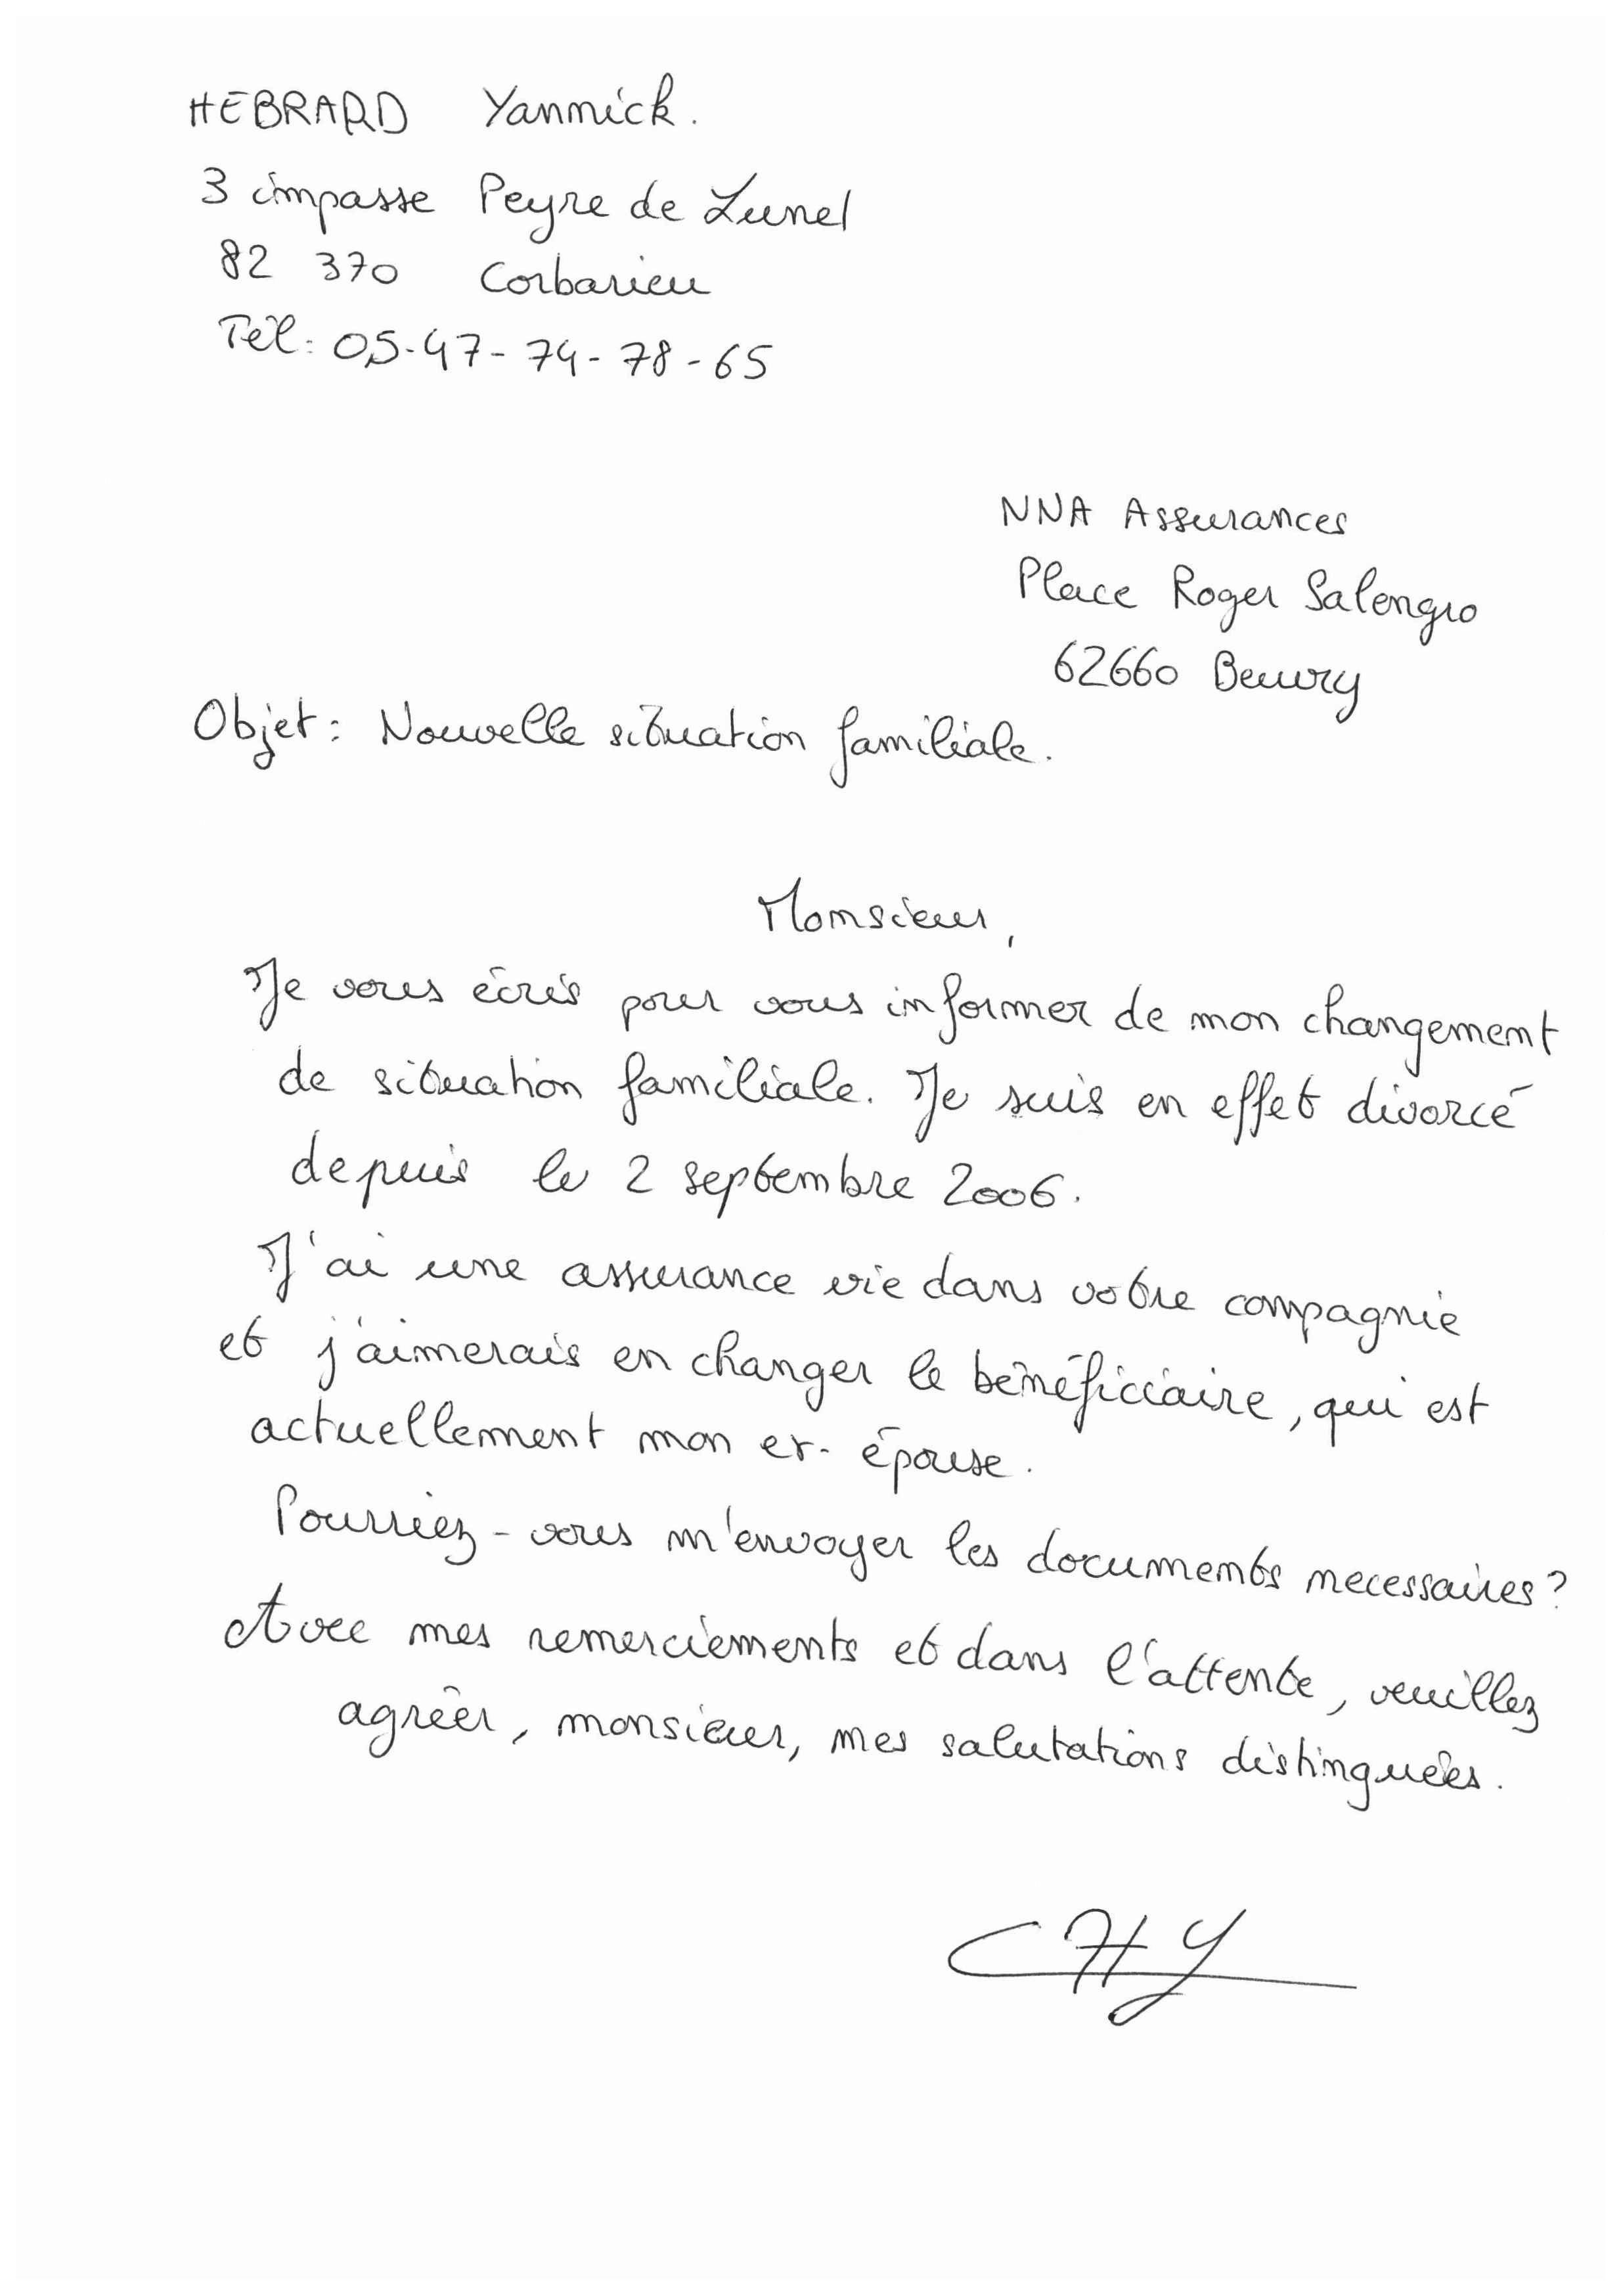 HEBRARD Yannick.
3 impasse Peyre de Lunel
82 370 Corbarieu
Tél: 05-47-74-78-65
NNA Assurances
Place Roger Salengro
62660 Beuvry
Objet: Nouvelle situation familiale.
Monsieur,
Je vous écris pour vous informer de mon changement
de situation familiale. Je suis en effet divorcé
depuis le 2 septembre 2006.
J'ai une assurance vie dans votre compagnie
et j'aimerais en changer le bénéficiaire, qui est
actuellement mon ex-épouse.
Pourriez-vous m'envoyer les documents necessaires?
Avec mes remerciements et dans l'attente, veuillez
agréer, monsieur, mes salutations distinguées.
HY